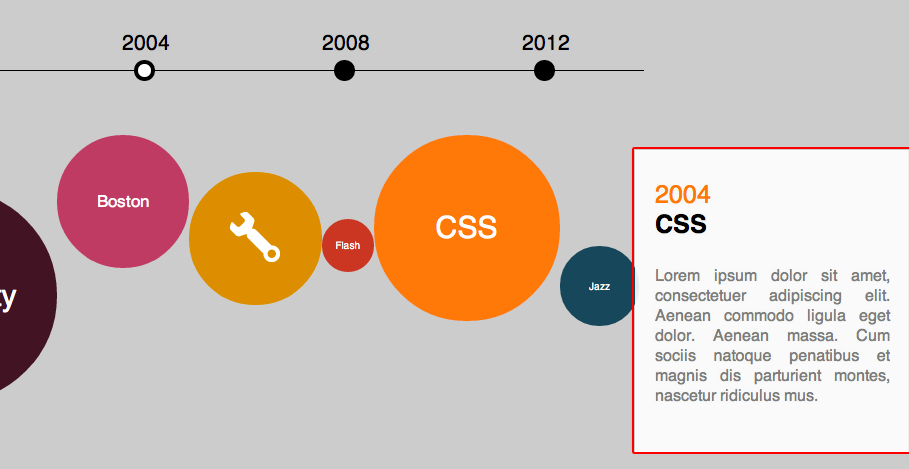 2004
2008
2012
ty
Boston
Flash
CSS
Jazz
2004
CSS
Lorem ipsum dolor sit amet,
consectetuer adipiscing elit.
Aenean commodo ligula eget
dolor. Aenean massa. Cum
sociis natoque penatibus et
magnis dis parturient montes,
nascetur ridiculus mus.